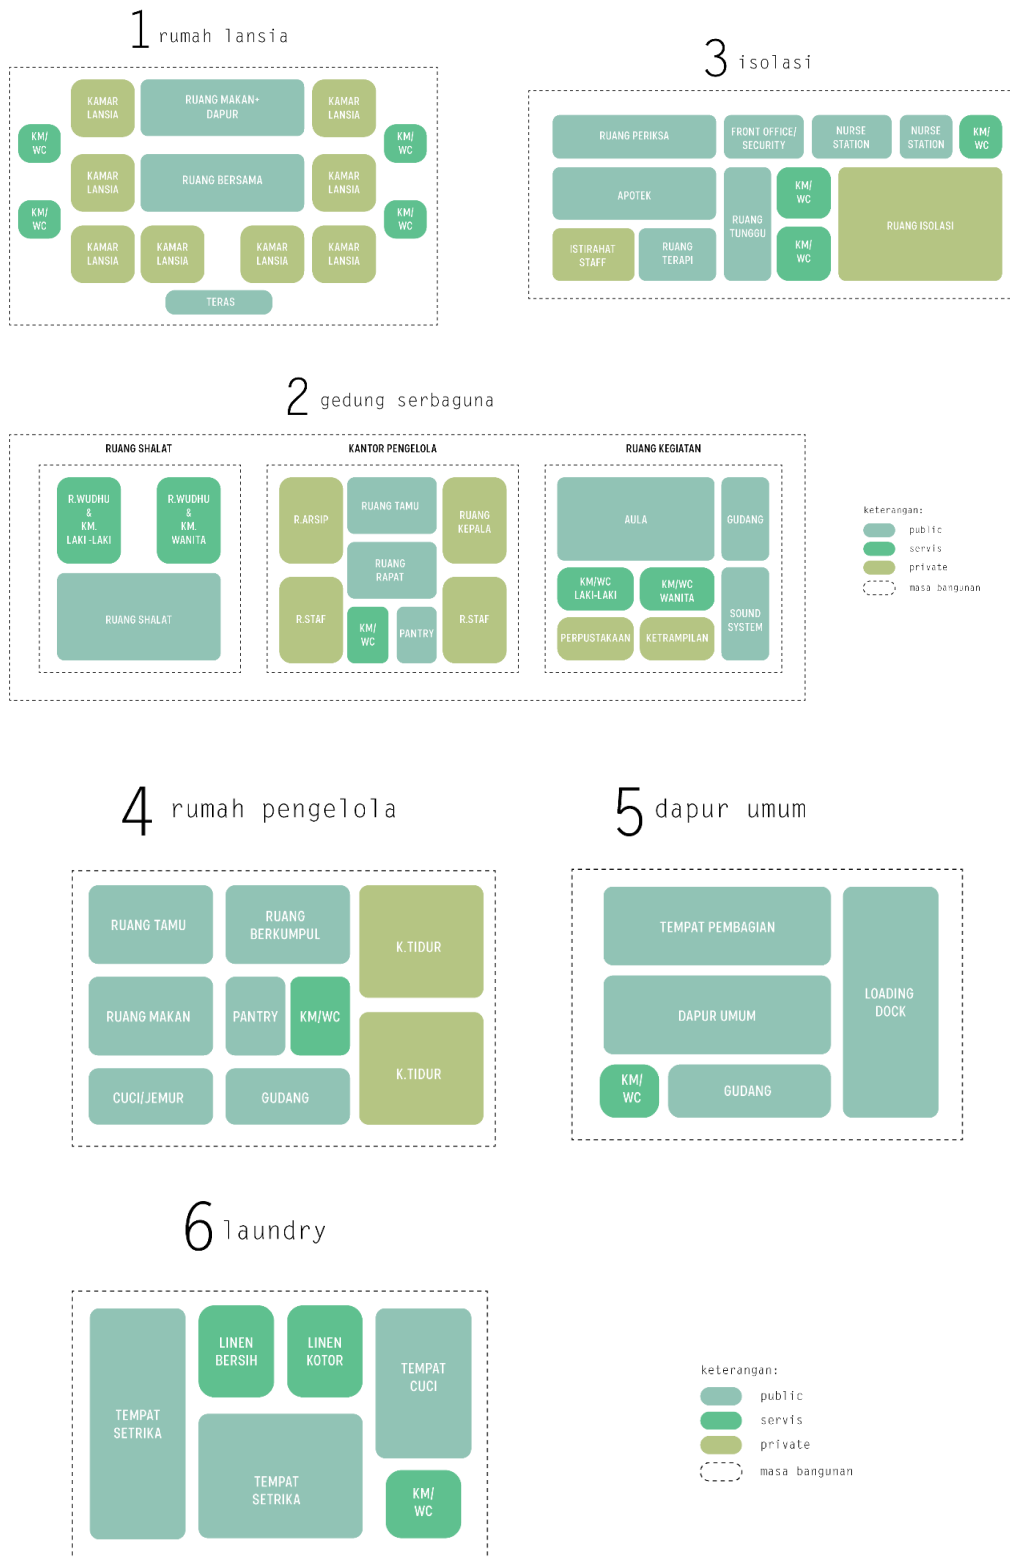 1 rumah lansia
KAMAR
LANSIA
RUANG MAKAN+
DAPUR
KAMAR
LANSIA
KM/
WC
KM/
WC
KAMAR
LANSIA
RUANG BERSAMA
KAMAR
LANSIA
KM/
WC
KM/
WC
KAMAR
LANSIA
KAMAR
LANSIA
KAMAR
LANSIA
KAMAR
LANSIA
TERAS
3 isolasi
RUANG PERIKSA
FRONT OFFICE/
SECURITY
NURSE
STATION
NURSE
STATION
KM/
WC
APOTEK
RUANG
TUNGGU
KM/
WC
RUANG ISOLASI
ISTIRAHAT
STAFF
RUANG
TERAPI
KM/
WC
2 gedung serbaguna
RUANG SHALAT
R.WUDHU
&
KM.
LAKI-LAKI
R.WUDHU
&
KM.
WANITA
RUANG SHALAT
KANTOR PENGELOLA
R.ARSIP
RUANG TAMU
RUANG
KEPALA
RUANG
RAPAT
R.STAF
KM/
WC
PANTRY
R.STAF
RUANG KEGIATAN
AULA
GUDANG
KM/WC
LAKI-LAKI
KM/WC
WANITA
SOUND
SYSTEM
PERPUSTAKAAN
KETRAMPILAN
keterangan:
public
servis
private
masa bangunan
4 rumah pengelola
RUANG TAMU
RUANG
BERKUMPUL
K.TIDUR
RUANG MAKAN
PANTRY
KM/WC
K.TIDUR
CUCI/JEMUR
GUDANG
5 dapur umum
TEMPAT PEMBAGIAN
LOADING
DOCK
DAPUR UMUM
KM/
WC
GUDANG
6 laundry
TEMPAT
SETRIKA
LINEN
BERSIH
LINEN
KOTOR
TEMPAT
CUCI
TEMPAT
SETRIKA
KM/
WC
keterangan:
public
servis
private
masa bangunan